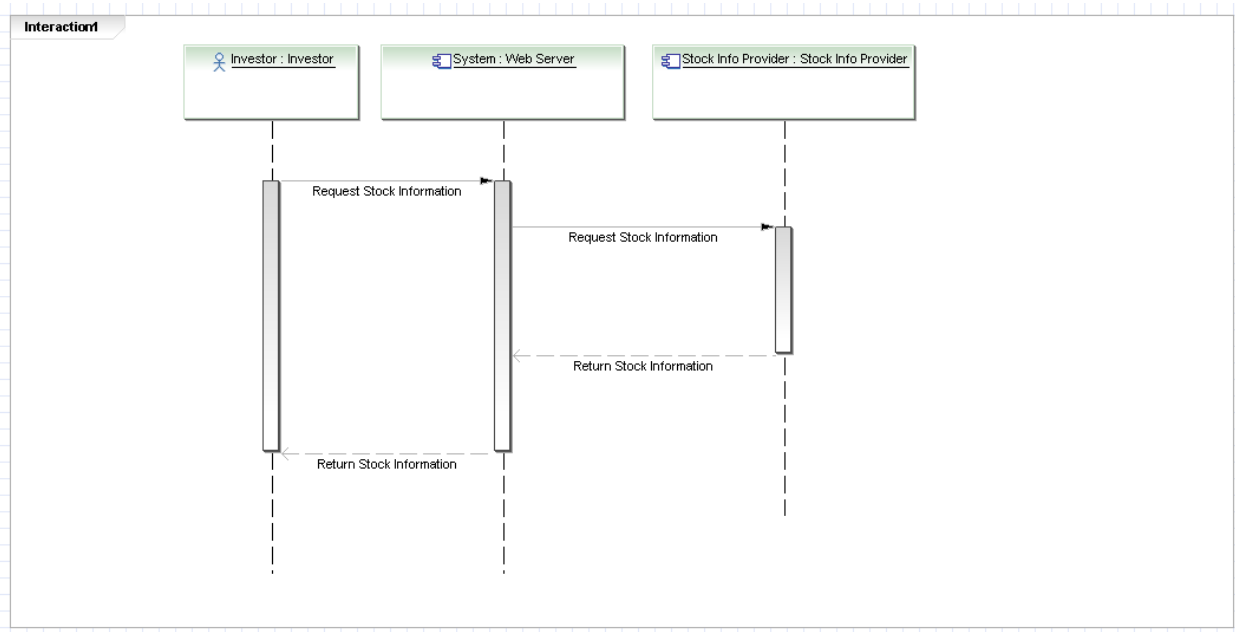 Interaction1
Investor : Investor
System : Web Server
Stock Info Provider : Stock Info Provider
Request Stock Information
Request Stock Information
Return Stock Information
Return Stock Information